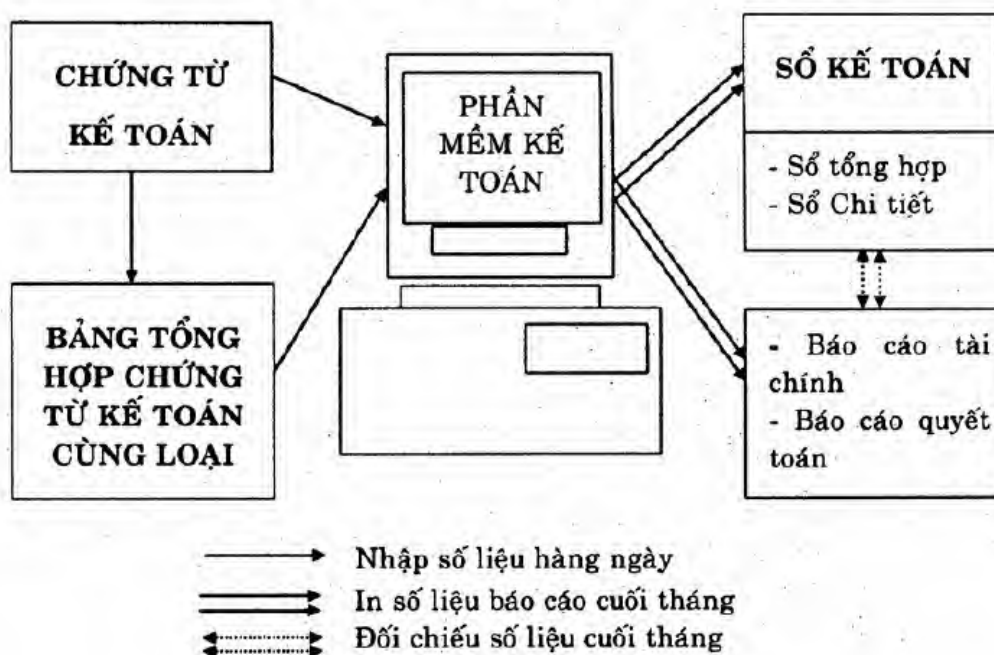 CHỨNG TỪ
KẾ TOÁN
BẢNG TỔNG
HỢP CHỨNG
TỪ KẾ TOÁN
CÙNG LOẠI
PHẦN
MỀM KẾ
TOÁN
SỔ KẾ TOÁN
- Sổ tổng hợp
- Sổ Chi tiết
- Báo cáo tài
chính
- Báo cáo quyết
toán
Nhập số liệu hàng ngày
In số liệu báo cáo cuối tháng
Đối chiếu số liệu cuối tháng